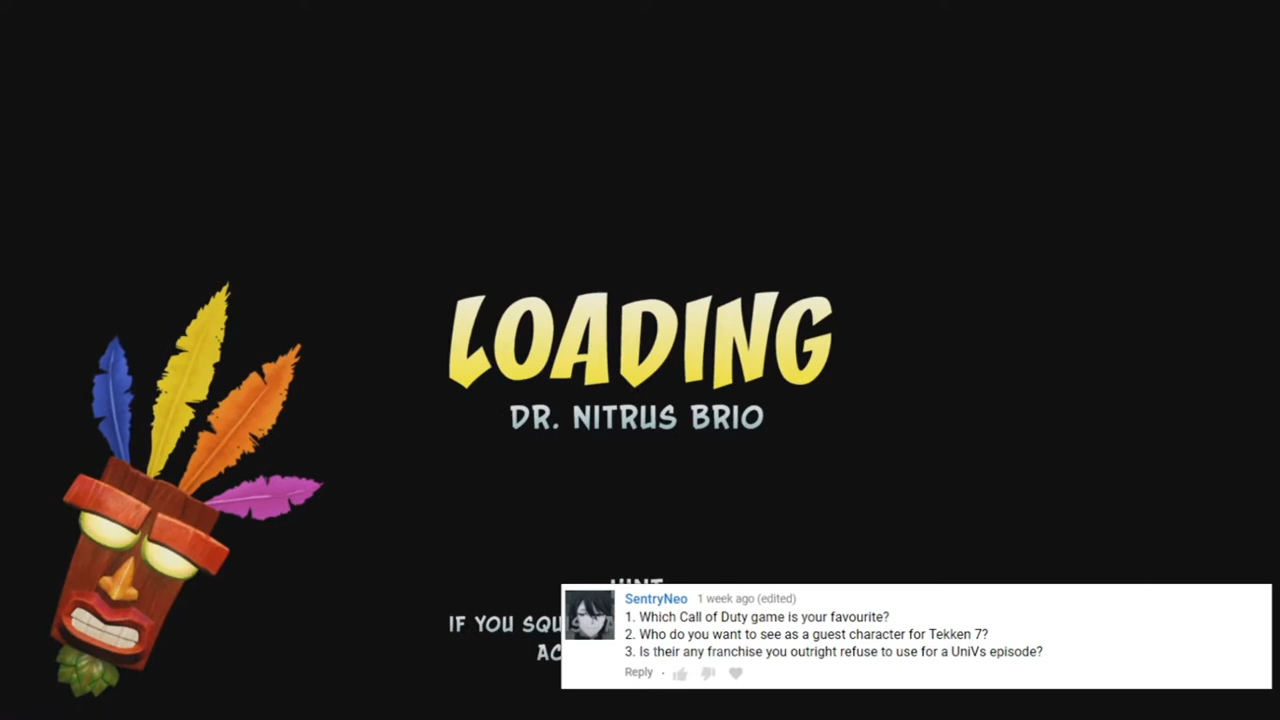 LOADING
DR. NITRUS BRIO
HINT
IF YOU
SentryNeo 1 week ago (edited)
1. Which Call of Duty game is your favourite?
2. Who do you want to see as a guest character for Tekken 7?
3. Is their any franchise you outright refuse to use for a UniVs episode?
Reply